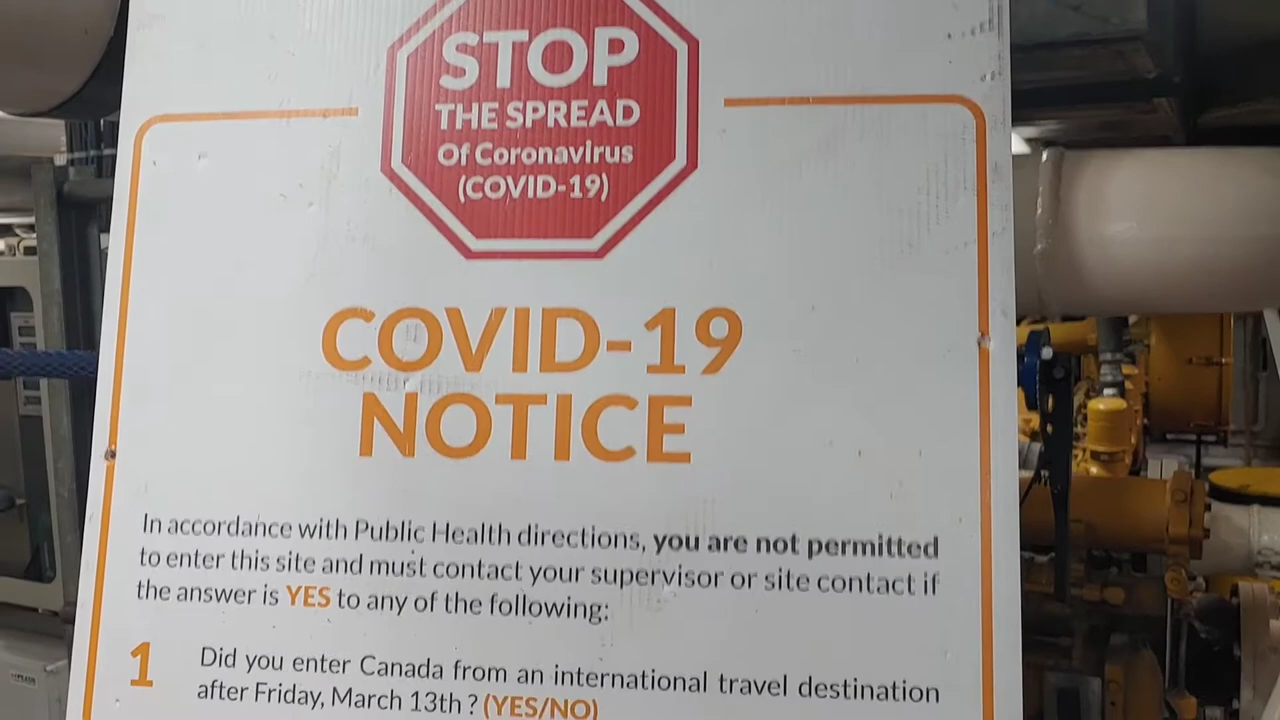 STOP
THE SPREAD
Of Coronavirus
(COVID-19)
COVID-19
NOTICE
In accordance with Public Health directions, you are not permitted
to enter this site and must contact your supervisor or site contact if
the answer is YES to any of the following:
1 Did you enter Canada from an international travel destination
after Friday, March 13th ? (YES/NO)